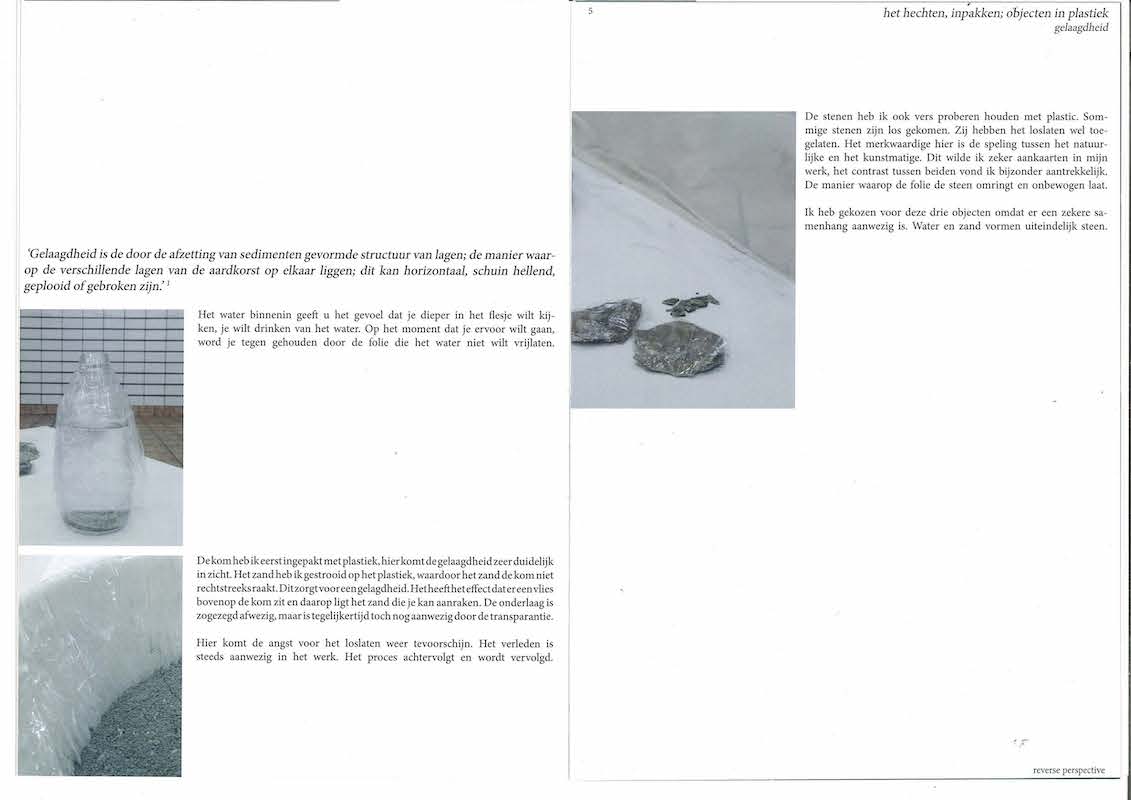 'Gelaagdheid is de door de afzetting van sedimenten gevormde structuur van lagen; de manier waar-
op de verschillende lagen van de aardkorst op elkaar liggen; dit kan horizontaal, schuin hellend,
geplooid of gebroken zijn.'
Het water binnenin geeft u het gevoel dat je dieper in het flesje wilt kij-
ken, je wilt drinken van het water. Op het moment dat je ervoor wilt gaan,
word je tegen gehouden door de folie die het water niet wilt vrijlaten.
De kom heb ik eerst ingepakt met plastiek, hier komt de gelaagdheid zeer duidelijk
in zicht. Het zand heb ik gestrooid op het plastiek, waardoor het zand de kom niet
rechtstreeks raakt. Dit zorgt voor een gelagdheid. Het heeft het effect dat er een vlies
bovenop de kom zit en daarop ligt het zand die je kan aanraken. De onderlaag is
zogezegd afwezig, maar is tegelijkertijd toch nog aanwezig door de transparantie.
Hier komt de angst voor het loslaten weer tevoorschijn. Het verleden is
steeds aanwezig in het werk. Het proces achtervolgt en wordt vervolgd.
5
het hechten, inpakken; objecten in plastiek
gelaagdheid
De stenen heb ik ook vers proberen houden met plastic. Som-
mige stenen zijn los gekomen. Zij hebben het loslaten wel toe-
gelaten. Het merkwaardige hier is de speling tussen het natuur-
lijke en het kunstmatige. Dit wilde ik zeker aankaarten in mijn
werk, het contrast tussen beiden vond ik bijzonder aantrekkelijk.
De manier waarop de folie de steen omringt en onbewogen laat.
Ik heb gekozen voor deze drie objecten omdat er een zekere sa-
menhang aanwezig is. Water en zand vormen uiteindelijk steen.
reverse perspective